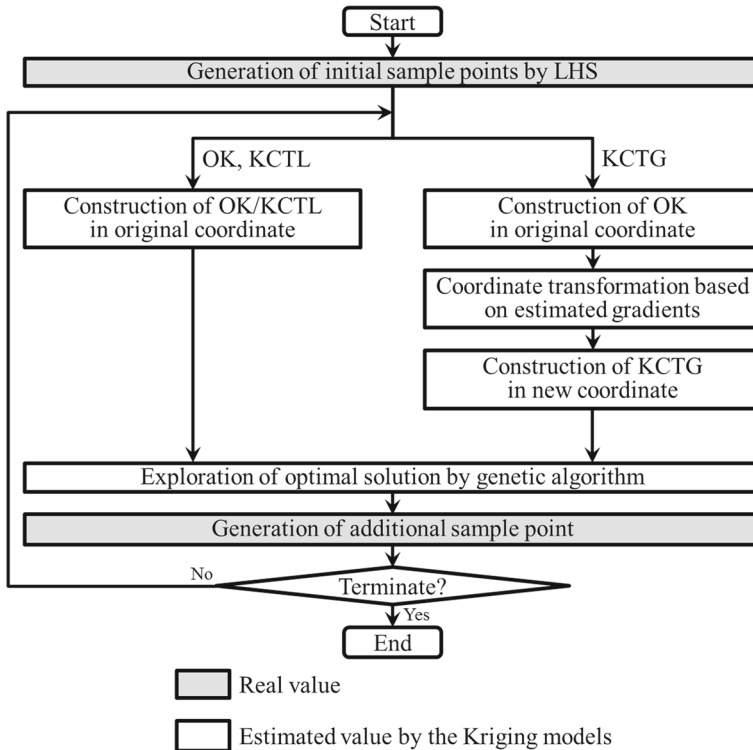 Start
Generation of initial sample points by LHS
OK, KCTL
KCTG
Construction of OK/KCTL
in original coordinate
Construction of OK
in original coordinate
Coordinate transformation based
on estimated gradients
Construction of KCTG
in new coordinate
Exploration of optimal solution by genetic algorithm
Generation of additional sample point
No
Terminate?
Yes
End
Real value
Estimated value by the Kriging models